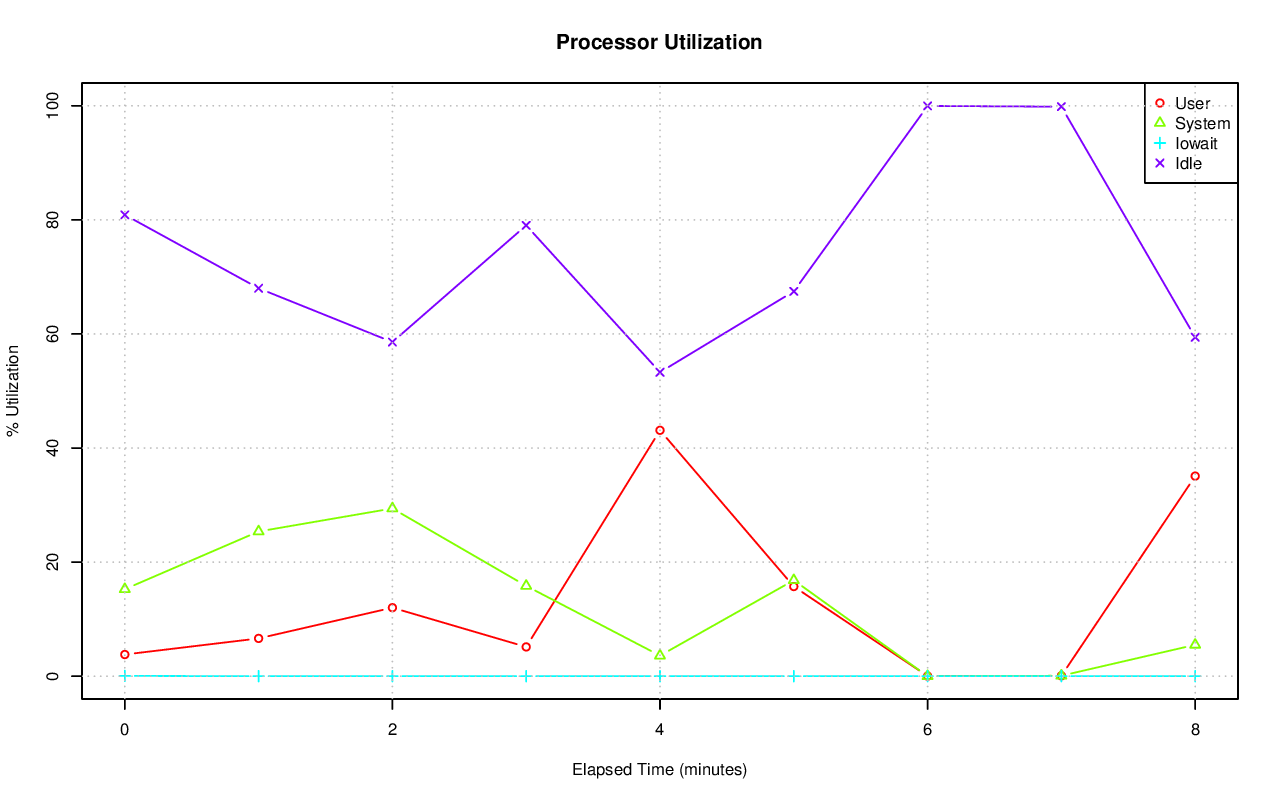 Processor Utilization
100
80
60
40
20
0
% Utilization
User
System
Iowait
Idle
0 2 4 6 8
Elapsed Time (minutes)